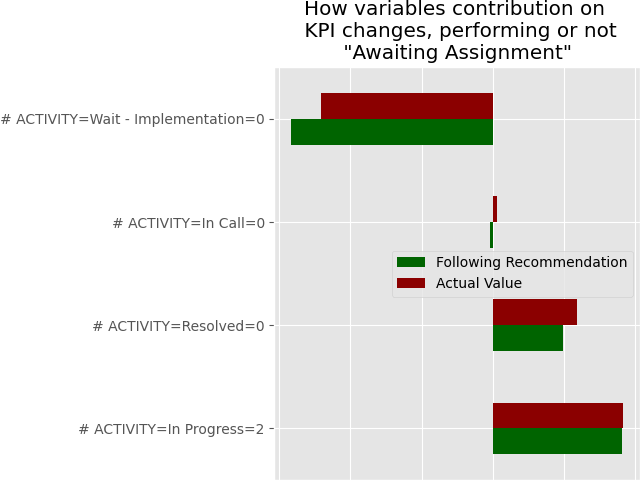 How variables contribution on
KPI changes, performing or not
"Awaiting Assignment"
# ACTIVITY=Wait - Implementation=0
# ACTIVITY=In Call=0
Following Recommendation
Actual Value
# ACTIVITY=Resolved=0
# ACTIVITY=In Progress=2